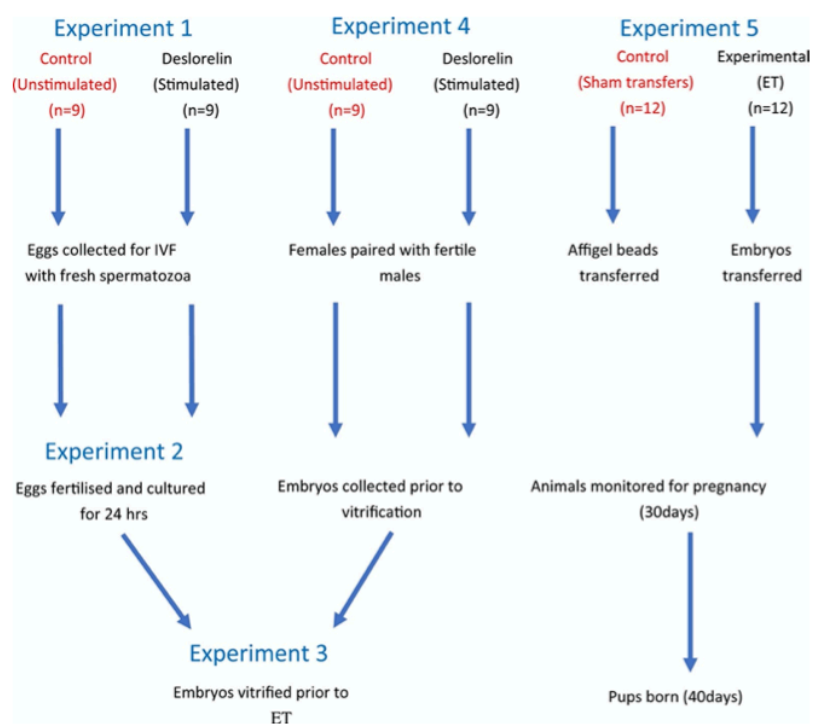 Experiment 1
Control
(Unstimulated)
(n=9)
Deslorelin
(Stimulated)
(n=9)
Eggs collected for IVF
with fresh spermatozoa
Experiment 2
Eggs fertilised and cultured
for 24 hrs
Experiment 4
Control
(Unstimulated)
(n=9)
Deslorelin
(Stimulated)
(n=9)
Females paired with fertile
males
Embryos collected prior to
vitrification
Experiment 3
Embryos vitrified prior to
ET
Experiment 5
Control
(Sham transfers)
(n=12)
Experimental
(ET)
(n=12)
Affigel beads
transferred
Embryos
transferred
Animals monitored for pregnancy
(30days)
Pups born (40days)